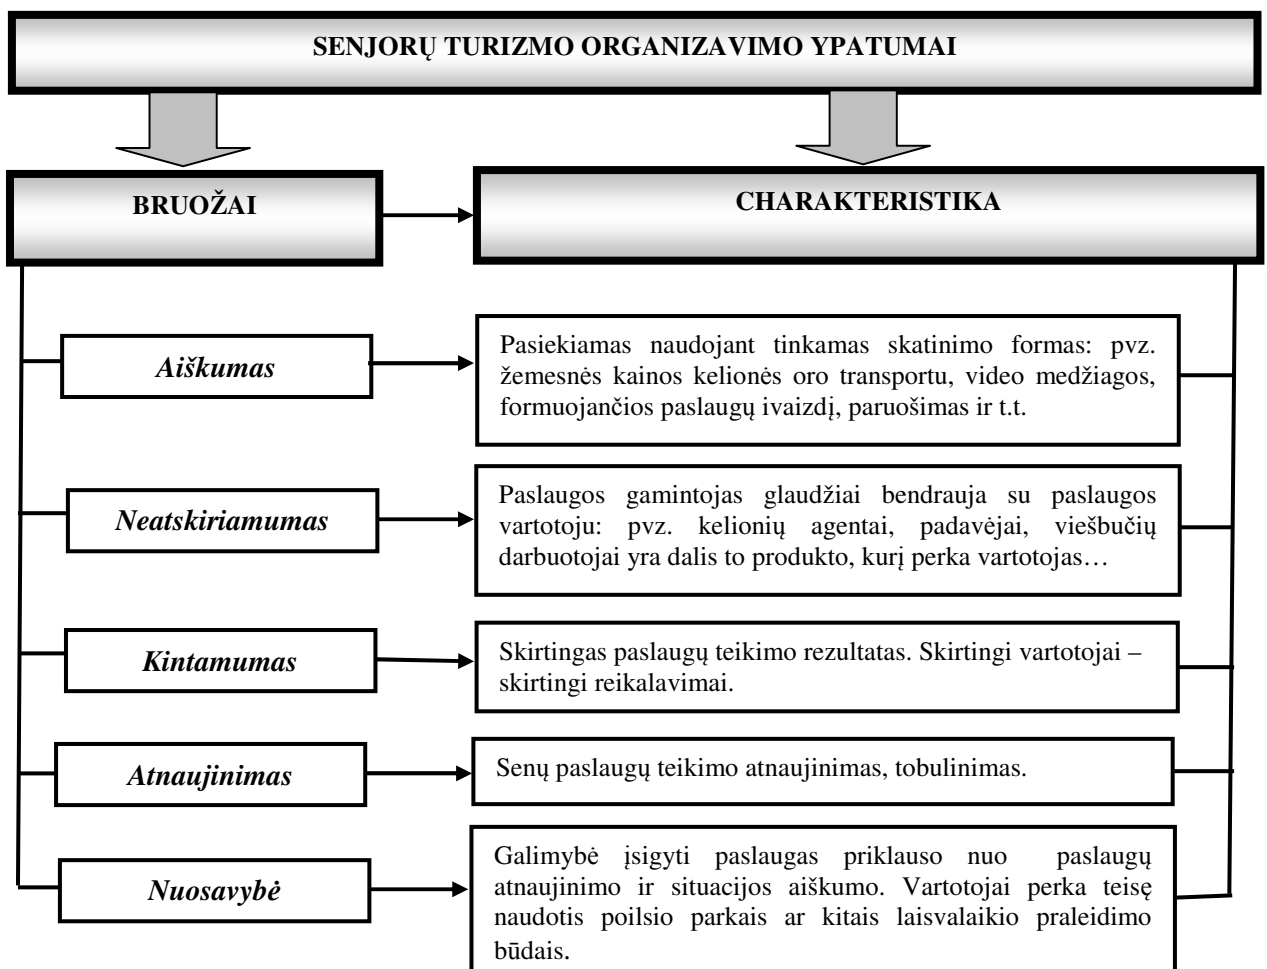 SENJORŲ TURIZMO ORGANIZAVIMO YPATUMAI
BRUOŽAI
CHARAKTERISTIKA
Aiškumas
Pasiekiamas naudojant tinkamas skatinimo formas: pvz.
žemesnės kainos kelionės oro transportu, video medžiagos,
formuojančios paslaugų ivaizdį, paruošimas ir t.t.
Neatskiriamumas
Paslaugos gamintojas glaudžiai bendrauja su paslaugos
vartotoju: pvz. kelionių agentai, padavėjai, viešbučių
darbuotojai yra dalis to produkto, kurį perka vartotojas…
Kintamumas
Skirtingas paslaugų teikimo rezultatas. Skirtingi vartotojai –
skirtingi reikalavimai.
Atnaujinimas
Senų paslaugų teikimo atnaujinimas, tobulinimas.
Nuosavybė
Galimybė įsigyti paslaugas priklauso nuo paslaugų
atnaujinimo ir situacijos aiškumo. Vartotojai perka teisę
naudotis poilsio parkais ar kitais laisvalaikio praleidimo
būdais.